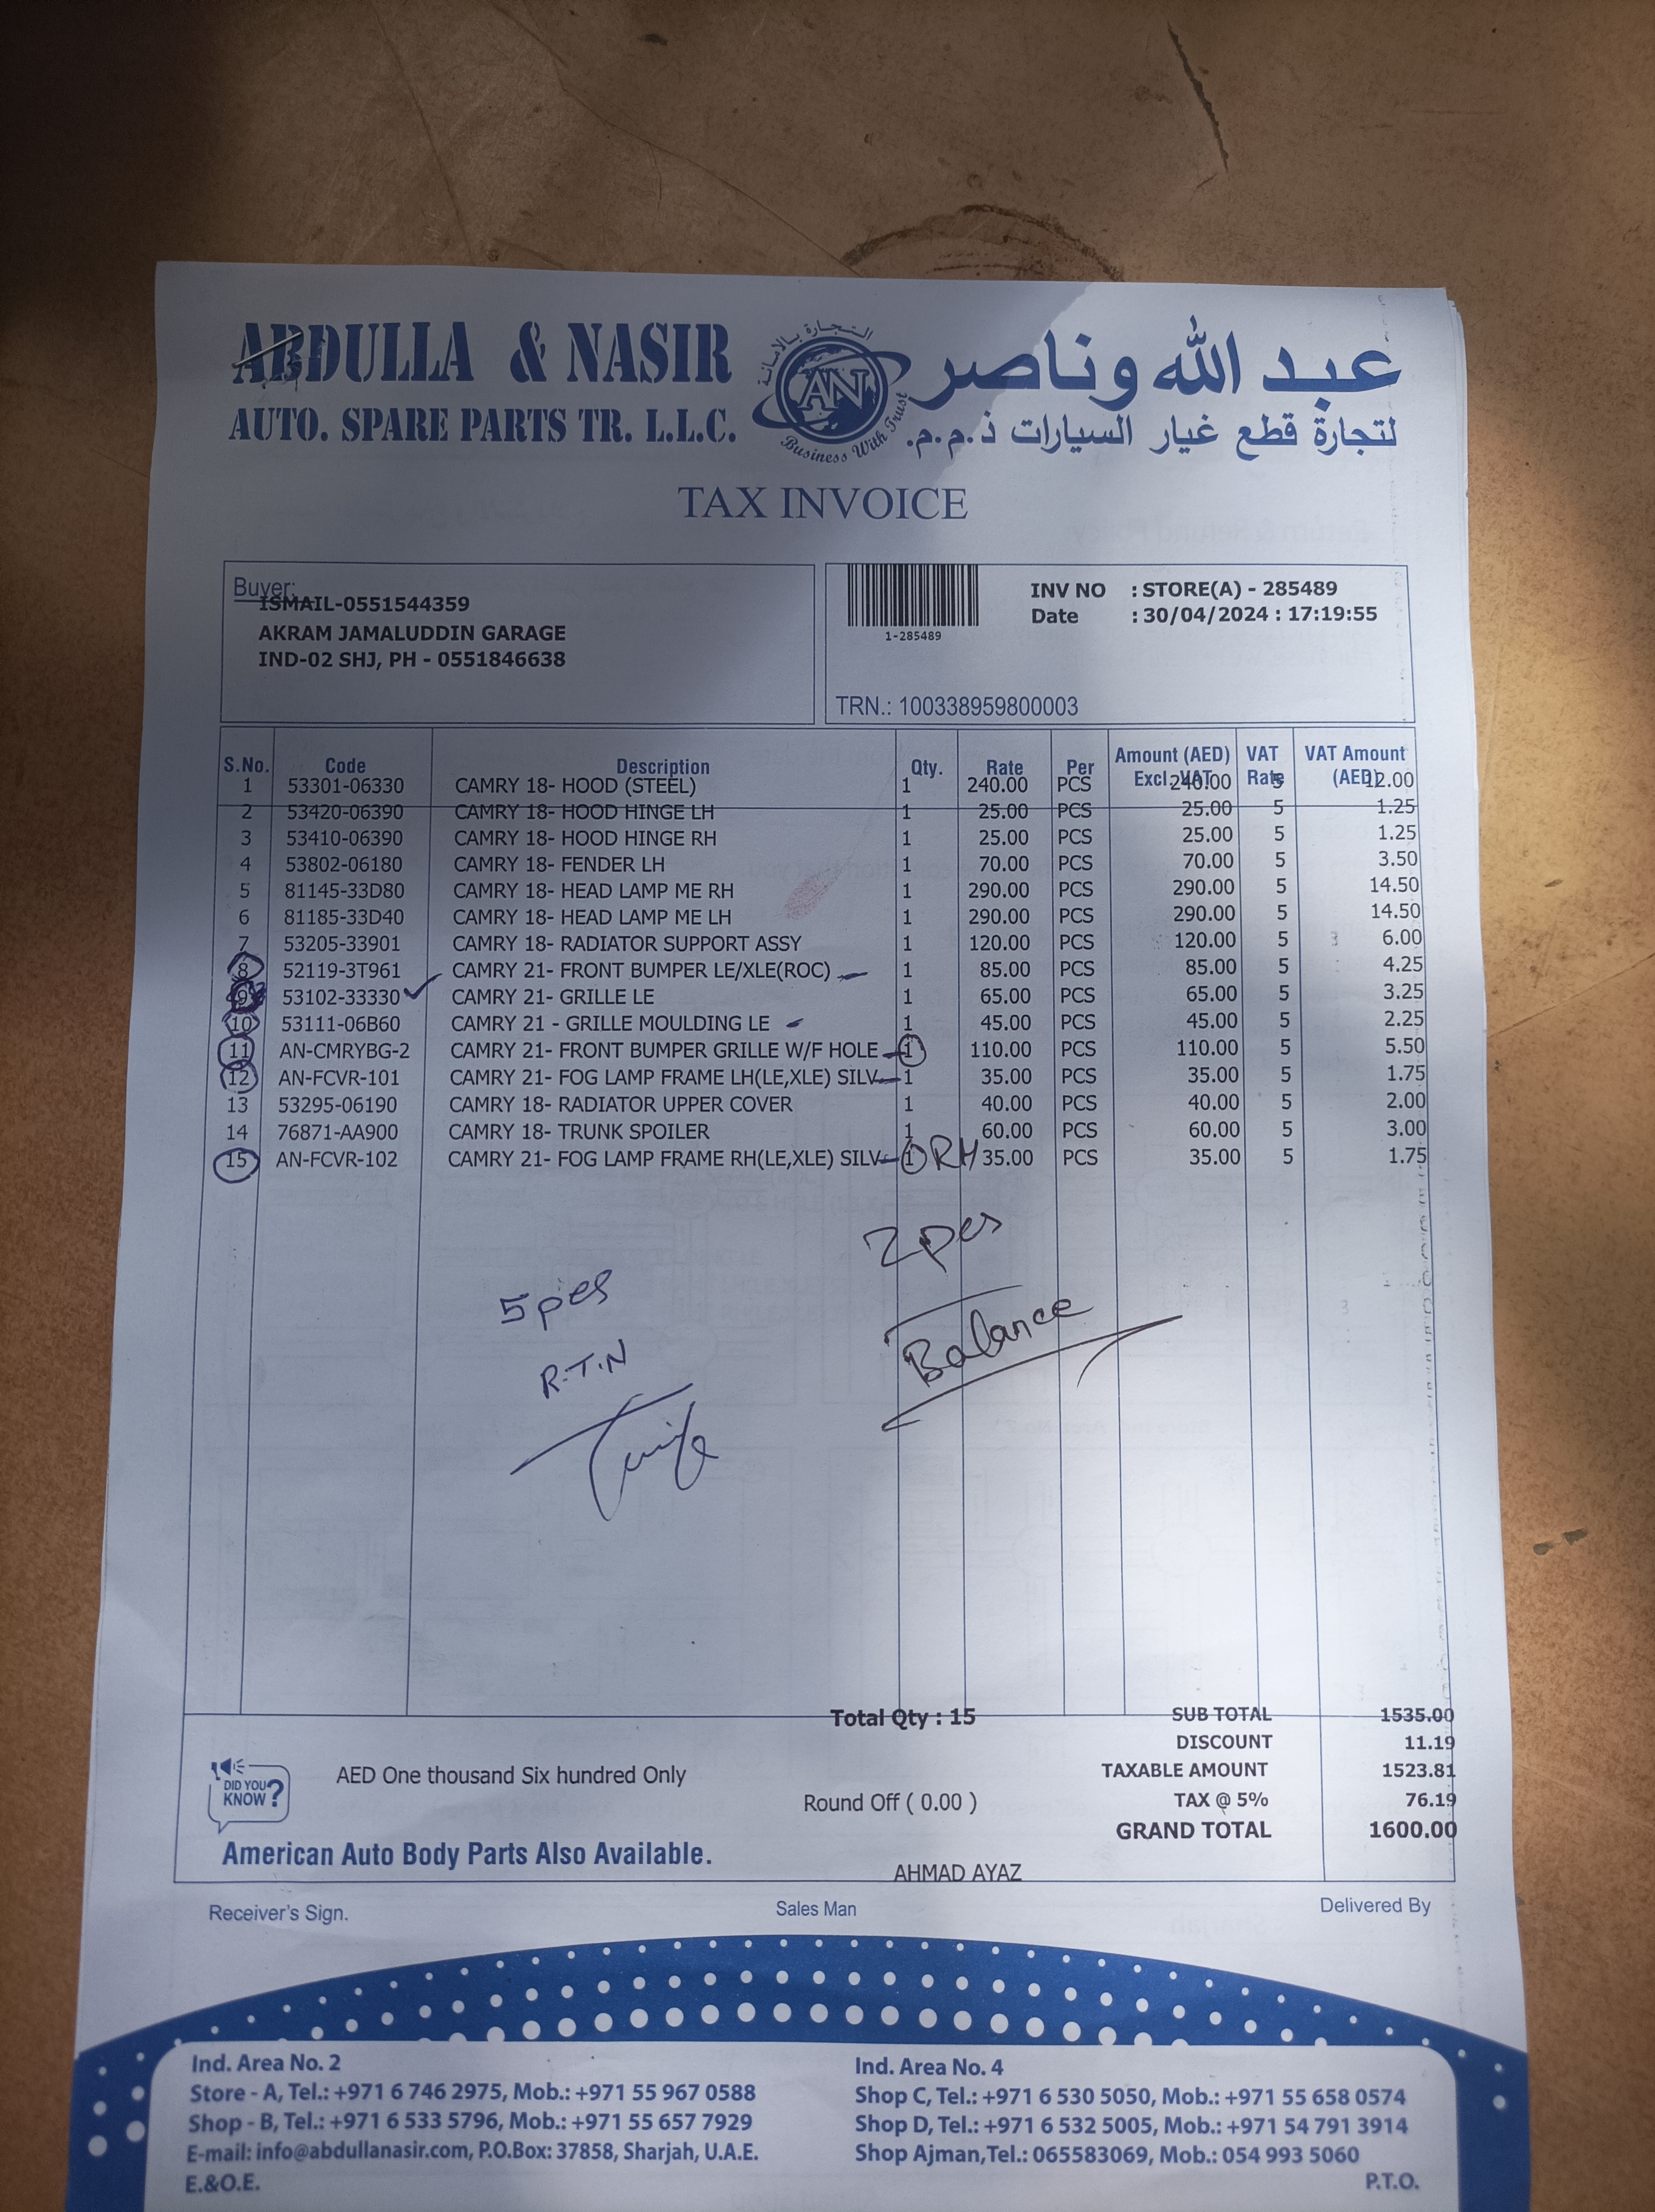 ABDULLA & NASIR
AUTO. SPARE PARTS TR. L.L.C.
التجارة بالامانة
AN
Business With Trust
عبد الله وناصر
لتجارة قطع غيار السيارات ذ.م.م.
TAX INVOICE
Buyer:
ISMAIL-0551544359
AKRAM JAMALUDDIN GARAGE
IND-02 SHJ, PH - 0551846638
1-285489
INV NO : STORE(A) - 285489
Date : 30/04/2024 : 17:19:55
TRN.: 100338959800003
S.No. Code Description Qty. Rate Per Amount (AED) Excl. VAT VAT Rate VAT Amount (AED)
1 53301-06330 CAMRY 18- HOOD (STEEL) 1 240.00 PCS 240.00 5 12.00
2 53420-06390 CAMRY 18- HOOD HINGE LH 1 25.00 PCS 25.00 5 1.25
3 53410-06390 CAMRY 18- HOOD HINGE RH 1 25.00 PCS 25.00 5 1.25
4 53802-06180 CAMRY 18- FENDER LH 1 70.00 PCS 70.00 5 3.50
5 81145-33D80 CAMRY 18- HEAD LAMP ME RH 1 290.00 PCS 290.00 5 14.50
6 81185-33D40 CAMRY 18- HEAD LAMP ME LH 1 290.00 PCS 290.00 5 14.50
7 53205-33901 CAMRY 18- RADIATOR SUPPORT ASSY 1 120.00 PCS 120.00 5 6.00
8 52119-3T961 CAMRY 21- FRONT BUMPER LE/XLE(ROC) 1 85.00 PCS 85.00 5 4.25
9 53102-33330 CAMRY 21- GRILLE LE 1 65.00 PCS 65.00 5 3.25
10 53111-06B60 CAMRY 21 - GRILLE MOULDING LE 1 45.00 PCS 45.00 5 2.25
11 AN-CMRYBG-2 CAMRY 21- FRONT BUMPER GRILLE W/F HOLE 1 110.00 PCS 110.00 5 5.50
12 AN-FCVR-101 CAMRY 21- FOG LAMP FRAME LH(LE,XLE) SILV 1 35.00 PCS 35.00 5 1.75
13 53295-06190 CAMRY 18- RADIATOR UPPER COVER 1 40.00 PCS 40.00 5 2.00
14 76871-AA900 CAMRY 18- TRUNK SPOILER 1 60.00 PCS 60.00 5 3.00
15 AN-FCVR-102 CAMRY 21- FOG LAMP FRAME RH(LE,XLE) SILV 1 RH 35.00 PCS 35.00 5 1.75
2 pcs
Balance
5 pcs
R.T.N
Total Qty : 15
SUB TOTAL 1535.00
DISCOUNT 11.19
TAXABLE AMOUNT 1523.81
TAX @ 5% 76.19
GRAND TOTAL 1600.00
DID YOU KNOW?
AED One thousand Six hundred Only
Round Off ( 0.00 )
American Auto Body Parts Also Available.
AHMAD AYAZ
Receiver's Sign.
Sales Man
Delivered By
Ind. Area No. 2
Store - A, Tel.: +971 6 746 2975, Mob.: +971 55 967 0588
Shop - B, Tel.: +971 6 533 5796, Mob.: +971 55 657 7929
E-mail: info@abdullanasir.com, P.O.Box: 37858, Sharjah, U.A.E.
E.&O.E.
Ind. Area No. 4
Shop C, Tel.: +971 6 530 5050, Mob.: +971 55 658 0574
Shop D, Tel.: +971 6 532 5005, Mob.: +971 54 791 3914
Shop Ajman,Tel.: 065583069, Mob.: 054 993 5060
P.T.O.